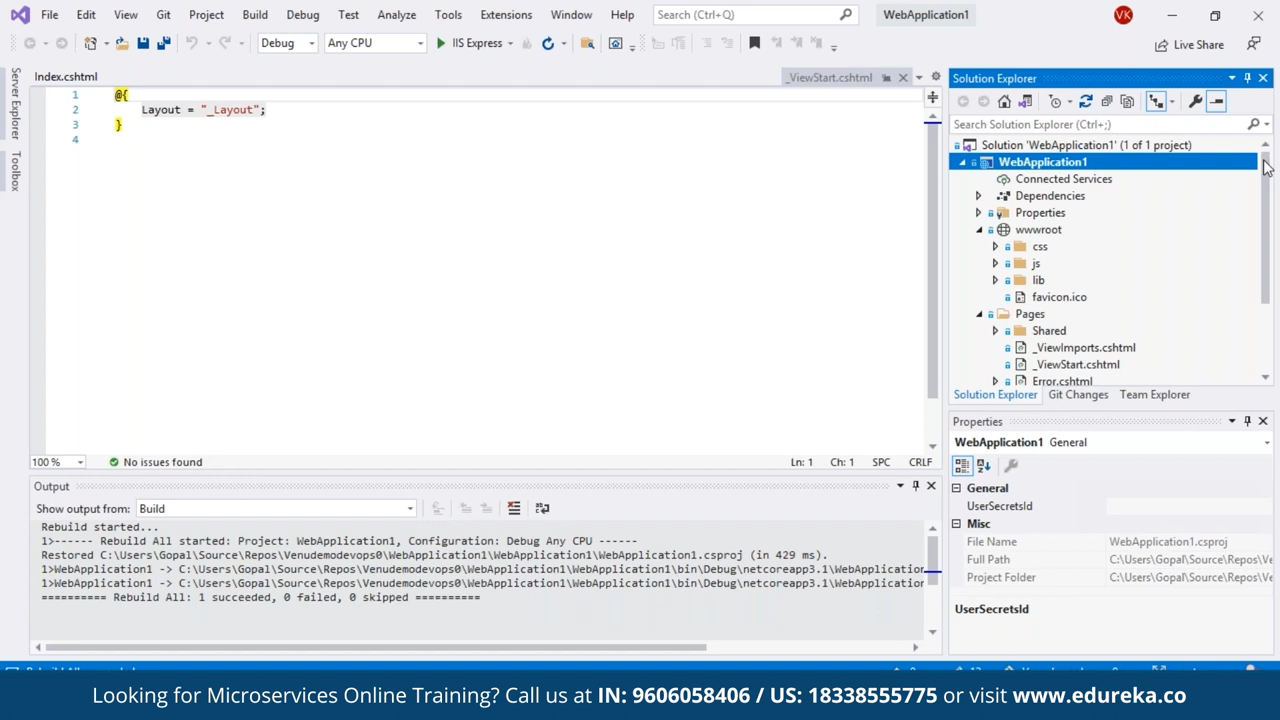 File Edit View Git Project Build Debug Test Analyze Tools Extensions Window Help Search (Ctrl+Q) WebApplication1 VK
Debug Any CPU IIS Express Live Share
Server Explorer
Toolbox
Index.cshtml _ViewStart.cshtml
1 @{
2 Layout = "_Layout";
3 }
4
100 % No issues found Ln: 1 Ch: 1 SPC CRLF
Output
Show output from: Build
Rebuild started...
1>------ Rebuild All started: Project: WebApplication1, Configuration: Debug Any CPU ------
Restored C:\Users\Gopal\Source\Repos\Venudemodevops0\WebApplication1\WebApplication1\WebApplication1.csproj (in 429 ms).
1>WebApplication1 -> C:\Users\Gopal\Source\Repos\Venudemodevops0\WebApplication1\WebApplication1\bin\Debug\netcoreapp3.1\WebApplication
1>WebApplication1 -> C:\Users\Gopal\Source\Repos\Venudemodevops0\WebApplication1\WebApplication1\bin\Debug\netcoreapp3.1\WebApplication
========== Rebuild All: 1 succeeded, 0 failed, 0 skipped ==========
Solution Explorer
Search Solution Explorer (Ctrl+;)
Solution 'WebApplication1' (1 of 1 project)
WebApplication1
Connected Services
Dependencies
Properties
wwwroot
css
js
lib
favicon.ico
Pages
Shared
_ViewImports.cshtml
_ViewStart.cshtml
Error.cshtml
Solution Explorer Git Changes Team Explorer
Properties
WebApplication1 General
General
UserSecretsId
Misc
File Name WebApplication1.csproj
Full Path C:\Users\Gopal\Source\Repos\Ve
Project Folder C:\Users\Gopal\Source\Repos\Ve
UserSecretsId
Looking for Microservices Online Training? Call us at IN: 9606058406 / US: 18338555775 or visit www.edureka.co